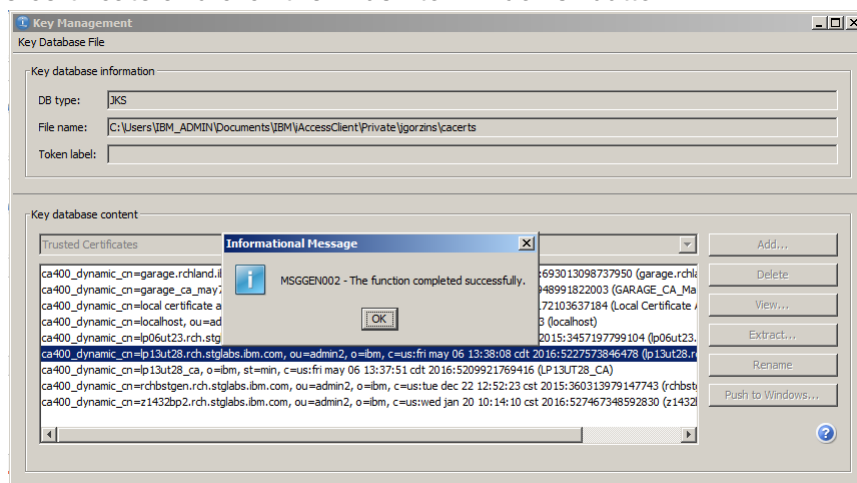 Key Management
Key Database File
Key database information
DB type: JKS
File name: C:\Users\IBM_ADMIN\Documents\IBM\iAccessClient\Private\jgorzins\cacerts
Token label:
Key database content
Trusted Certificates
Informational Message
MSGGEN002 - The function completed successfully.
OK
ca400_dynamic_cn=garage.rchland.i :693013098737950 (garage.rchla
ca400_dynamic_cn=garage_ca_may7 948991822003 (GARAGE_CA_Ma
ca400_dynamic_cn=local certificate a .72103637184 (Local Certificate A
ca400_dynamic_cn=localhost, ou=ad 3 (localhost)
ca400_dynamic_cn=lp06ut23.rch.stg 2015:3457197799104 (lp06ut23.
ca400_dynamic_cn=lp13ut28.rch.stglabs.ibm.com, ou=admin2, o=ibm, c=us:fri may 06 13:38:08 cdt 2016:5227573846478 (lp13ut28.r
ca400_dynamic_cn=lp13ut28_ca, o=ibm, st=min, c=us:fri may 06 13:37:51 cdt 2016:5209921769416 (LP13UT28_CA)
ca400_dynamic_cn=rchbstgen.rch.stglabs.ibm.com, ou=admin2, o=ibm, c=us:tue dec 22 12:52:23 cst 2015:360313979147743 (rchbst
ca400_dynamic_cn=z1432bp2.rch.stglabs.ibm.com, ou=admin2, o=ibm, c=us:wed jan 20 10:14:10 cst 2016:527467348592830 (z1432
Add...
Delete
View...
Extract...
Rename
Push to Windows...